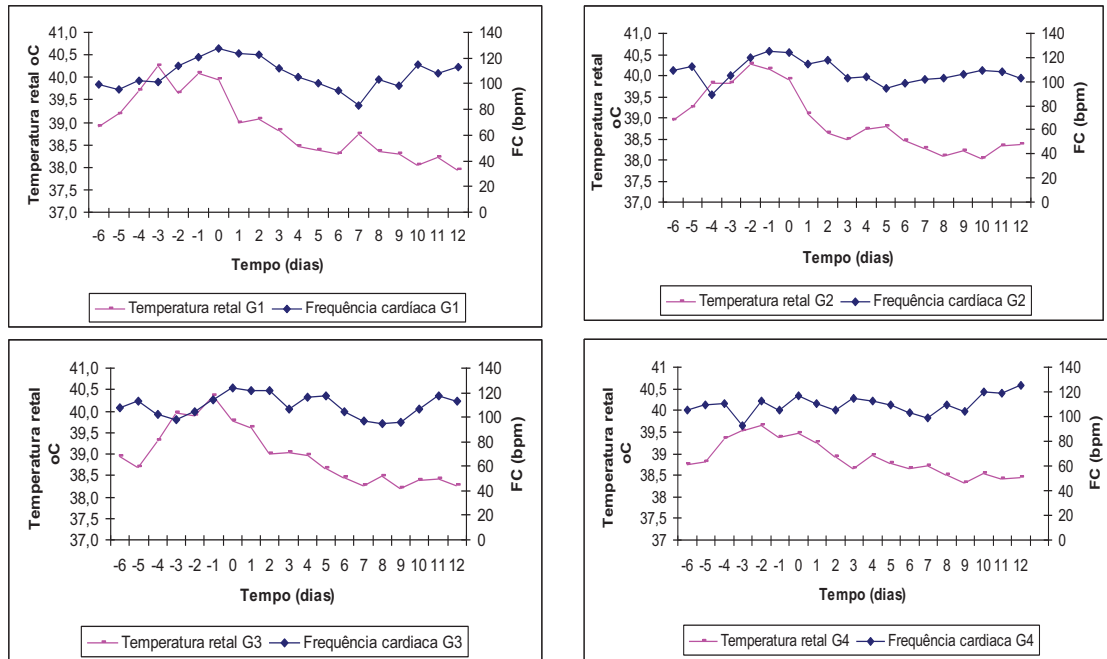 Temperatura retal oC
41,0
40,5
40,0
39,5
39,0
38,5
38,0
37,5
37,0
140
120
100
80
60
40
20
0
FC (bpm)
-6 -5 -4 -3 -2 -1 0 1 2 3 4 5 6 7 8 9 10 11 12
Tempo (dias)
Temperatura retal G1 Frequência cardíaca G1
Temperatura retal
oC
41,0
40,5
40,0
39,5
39,0
38,5
38,0
37,5
37,0
140
120
100
80
60
40
20
0
FC (bpm)
-6 -5 -4 -3 -2 -1 0 1 2 3 4 5 6 7 8 9 10 11 12
Tempo (dias)
Temperatura retal G2 Frequência cardíaca G2
Temperatura retal
oC
41,0
40,5
40,0
39,5
39,0
38,5
38,0
37,5
37,0
140
120
100
80
60
40
20
0
FC (bpm)
-6 -5 -4 -3 -2 -1 0 1 2 3 4 5 6 7 8 9 10 11 12
Tempo (dias)
Temperatura retal G3 Frequência cardiaca G3
Temperatura retal
oC
41,0
40,5
40,0
39,5
39,0
38,5
38,0
37,5
37
140
120
100
80
60
40
20
0
FC (bpm)
-6 -5 -4 -3 -2 -1 0 1 2 3 4 5 6 7 8 9 10 11 12
Tempo (dias)
Temperatura retal G4 Frequência cardiaca G4